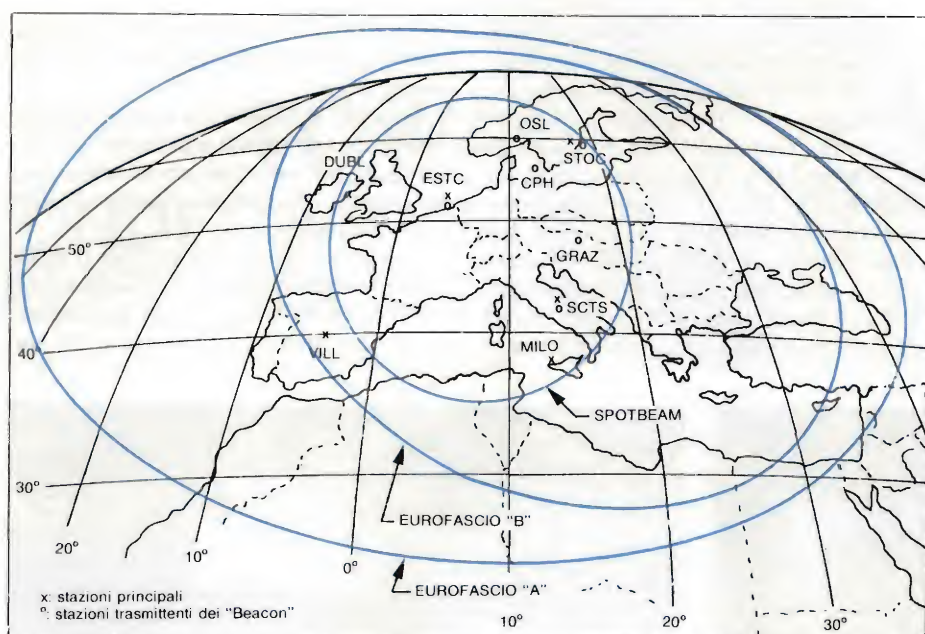 OSL
DUBL
STOC
ESTC
CPH
50°
GRAZ
SCTS
40°
VILL
MILO
SPOTBEAM
30°
EUROFASCIO "B"
20°
10°
0°
EUROFASCIO "A"
x: stazioni principali
°: stazioni trasmittenti dei "Beacon"
10°
20°
30°